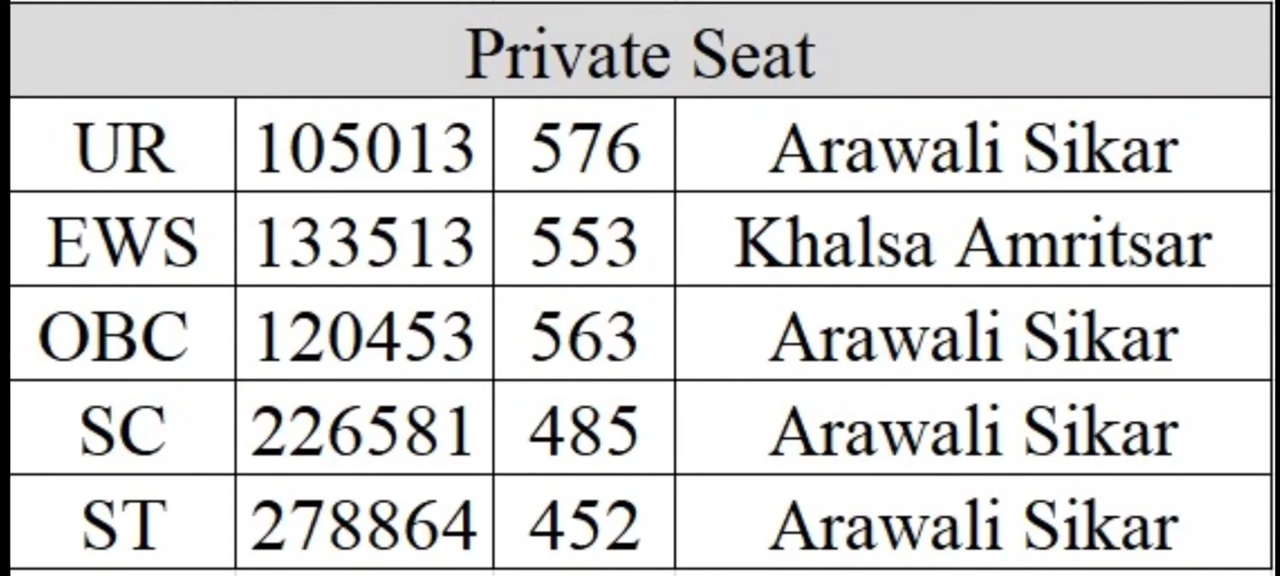 Private Seat
UR 105013 576 Arawali Sikar
EWS 133513 553 Khalsa Amritsar
OBC 120453 563 Arawali Sikar
SC 226581 485 Arawali Sikar
ST 278864 452 Arawali Sikar